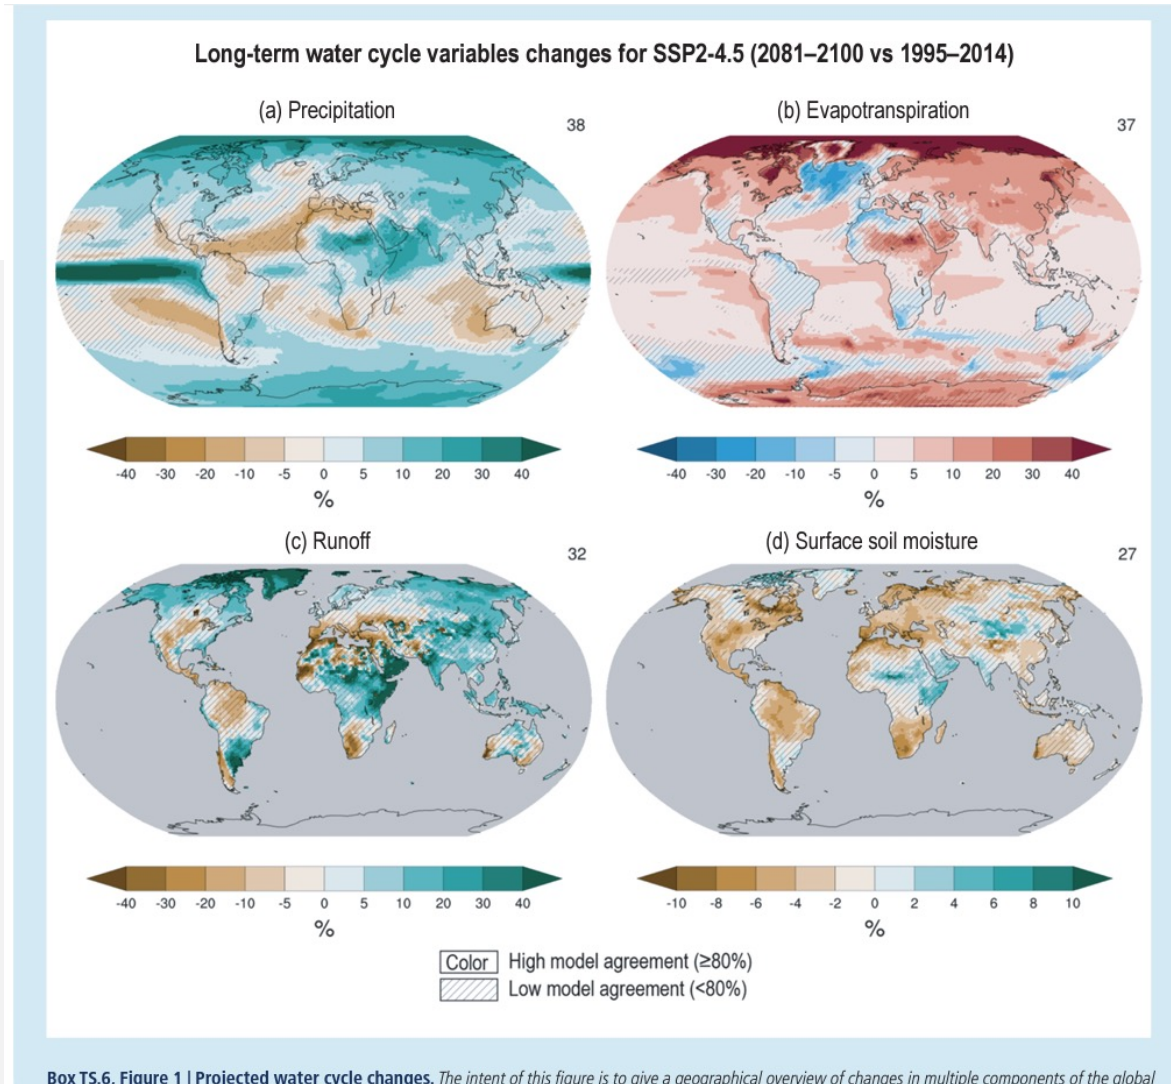 Long-term water cycle variables changes for SSP2-4.5 (2081–2100 vs 1995–2014)
(a) Precipitation
38
(b) Evapotranspiration
37
-40 -30 -20 -10 -5 0 5 10 20 30 40
%
-40 -30 -20 -10 -5 0 5 10 20 30 40
%
(c) Runoff
32
(d) Surface soil moisture
27
-40 -30 -20 -10 -5 0 5 10 20 30 40
%
-10 -8 -6 -4 -2 0 2 4 6 8 10
%
Color High model agreement (≥80%)
Low model agreement (<80%)
Box TS.6, Figure 1 | Projected water cycle changes. The intent of this figure is to give a geographical overview of changes in multiple components of the global